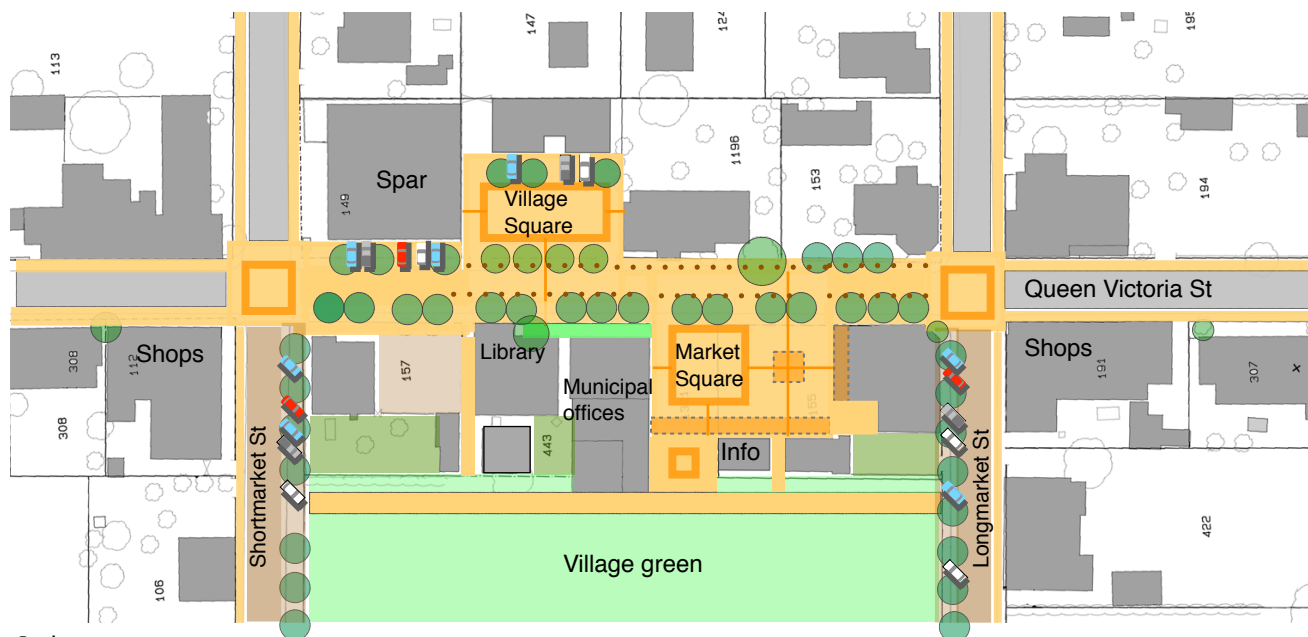 113
147
124
195
Spar
149
1196
153
194
Village
Square
Queen Victoria St
308
112
Shops
157
Library
Market
Square
Shops
191
307
308
Municipal
offices
443
155
Info
Shortmarket St
Longmarket St
422
106
Village green